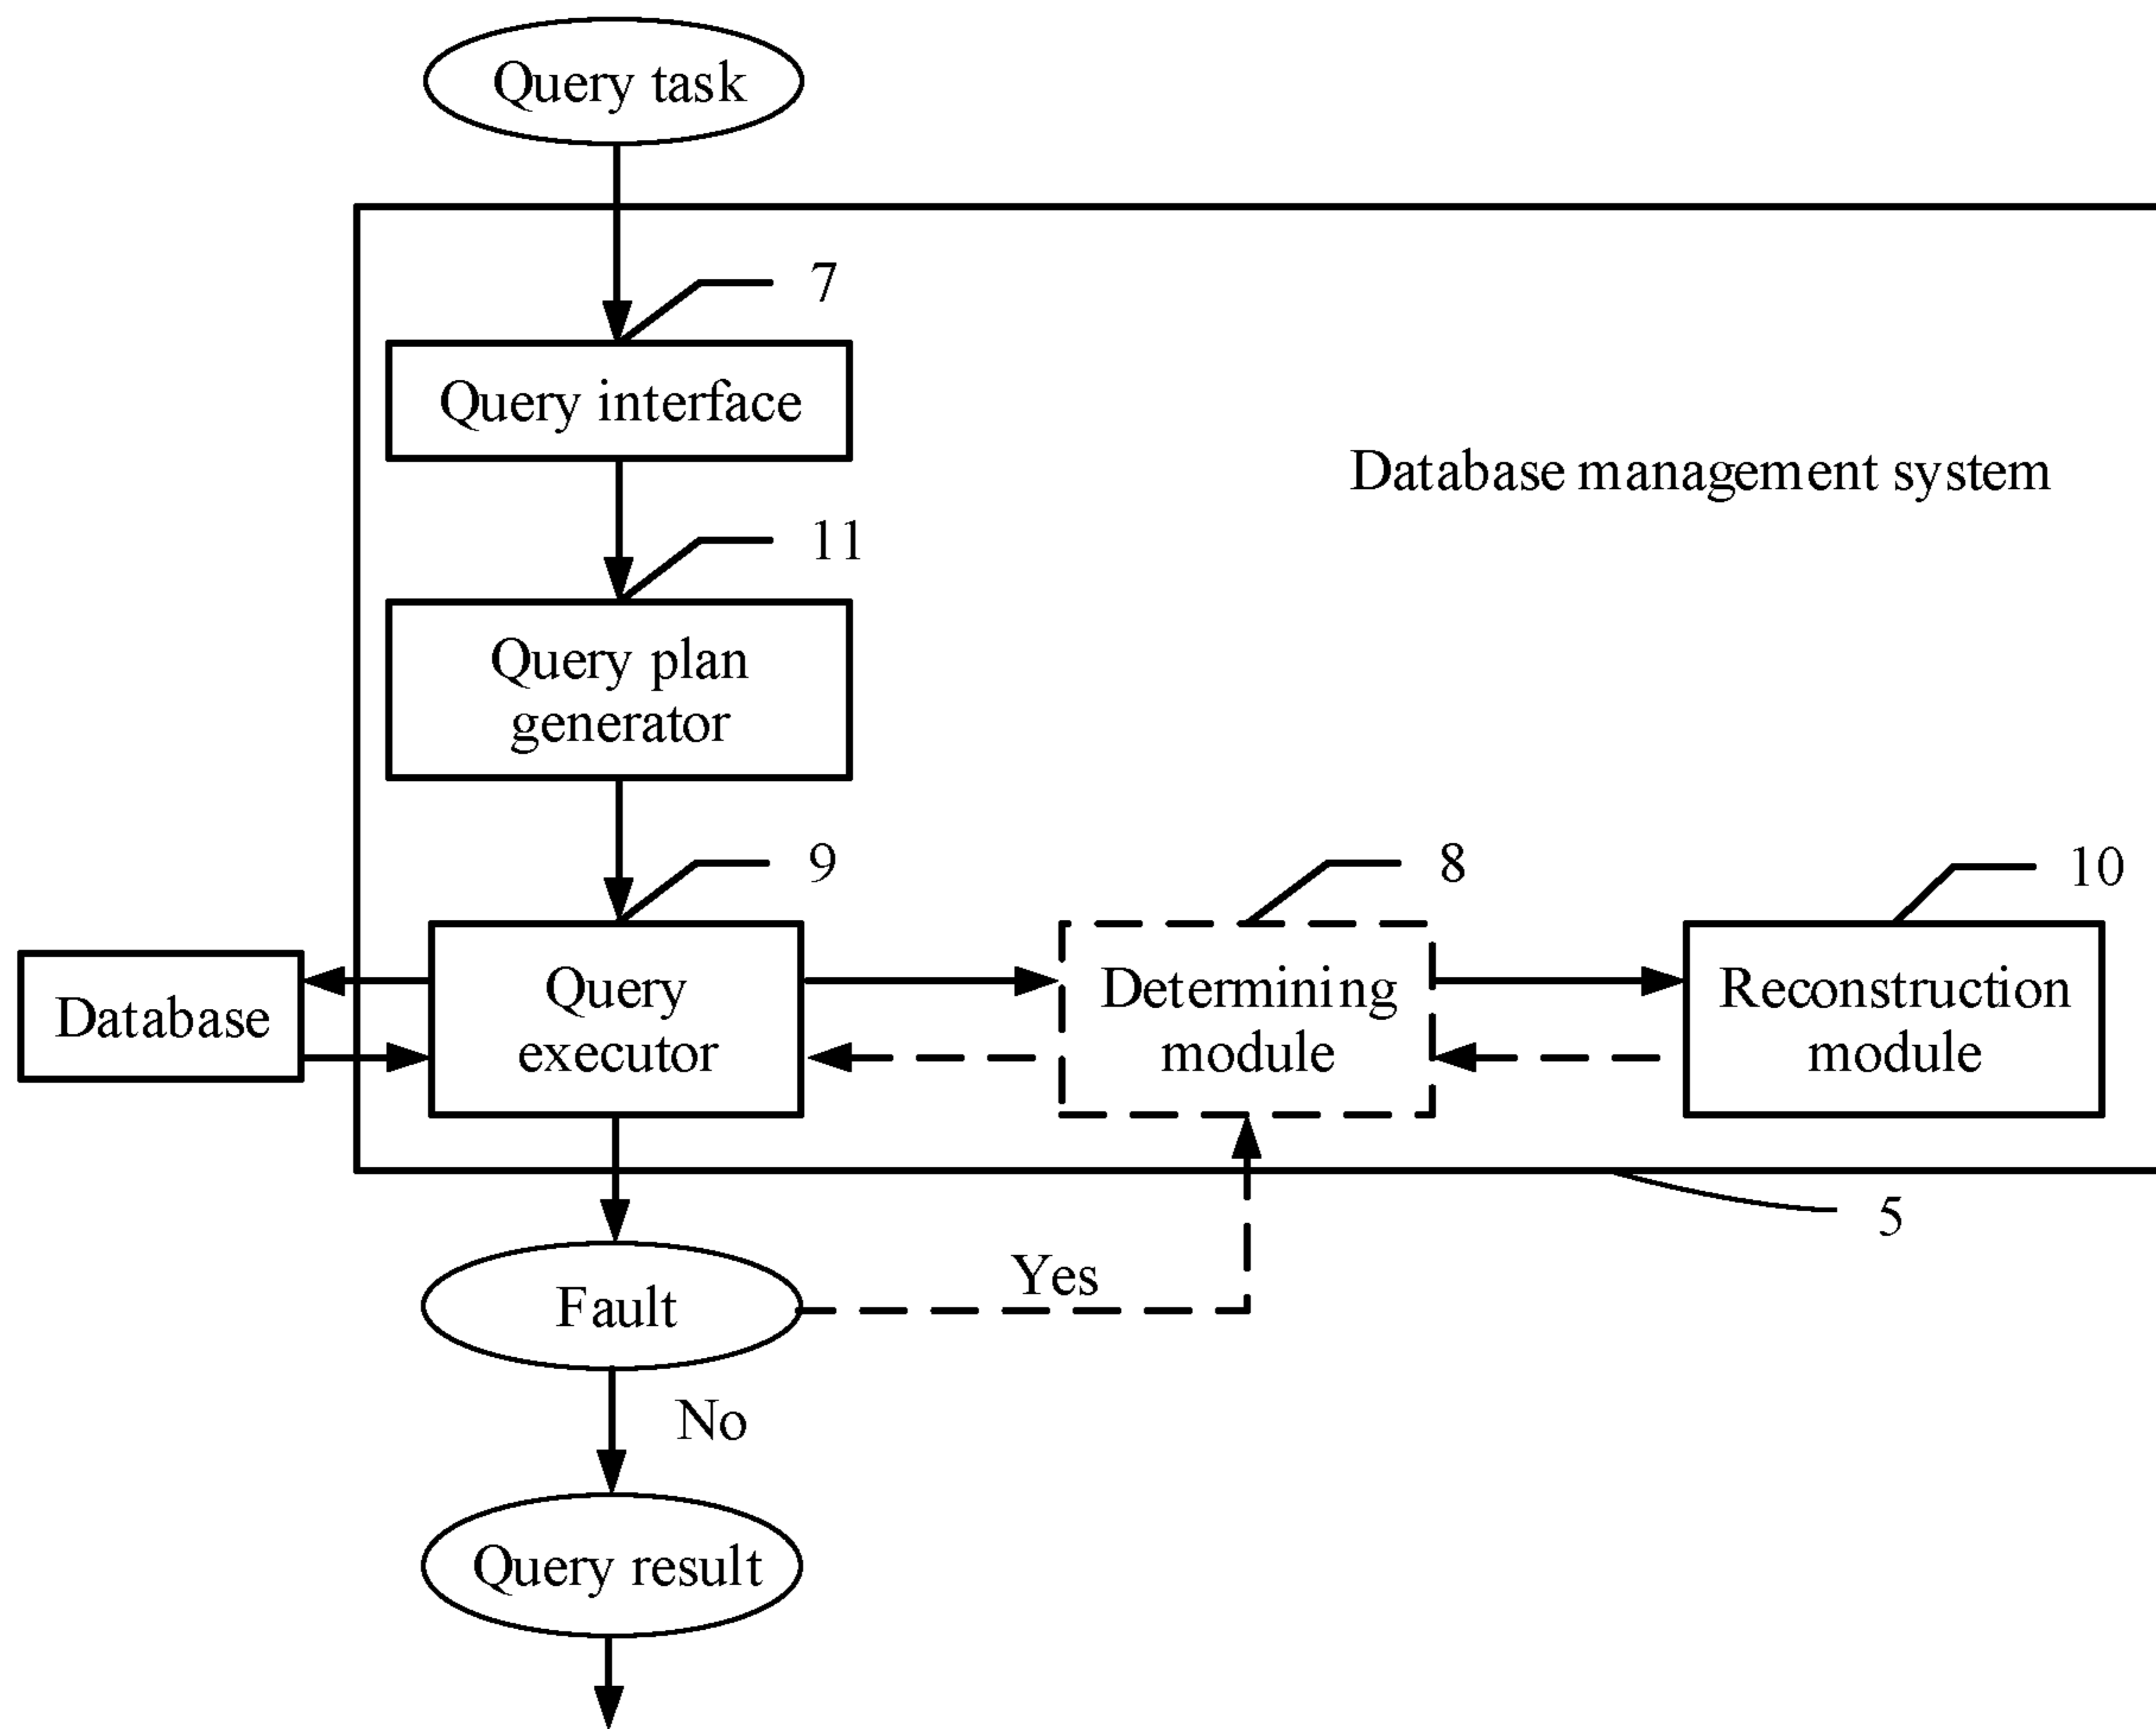 Query task
7
Query interface
Database management system
11
Query plan
generator
9
8
10
Database
Query
executor
Determining
module
Reconstruction
module
5
Yes
Fault
No
Query result